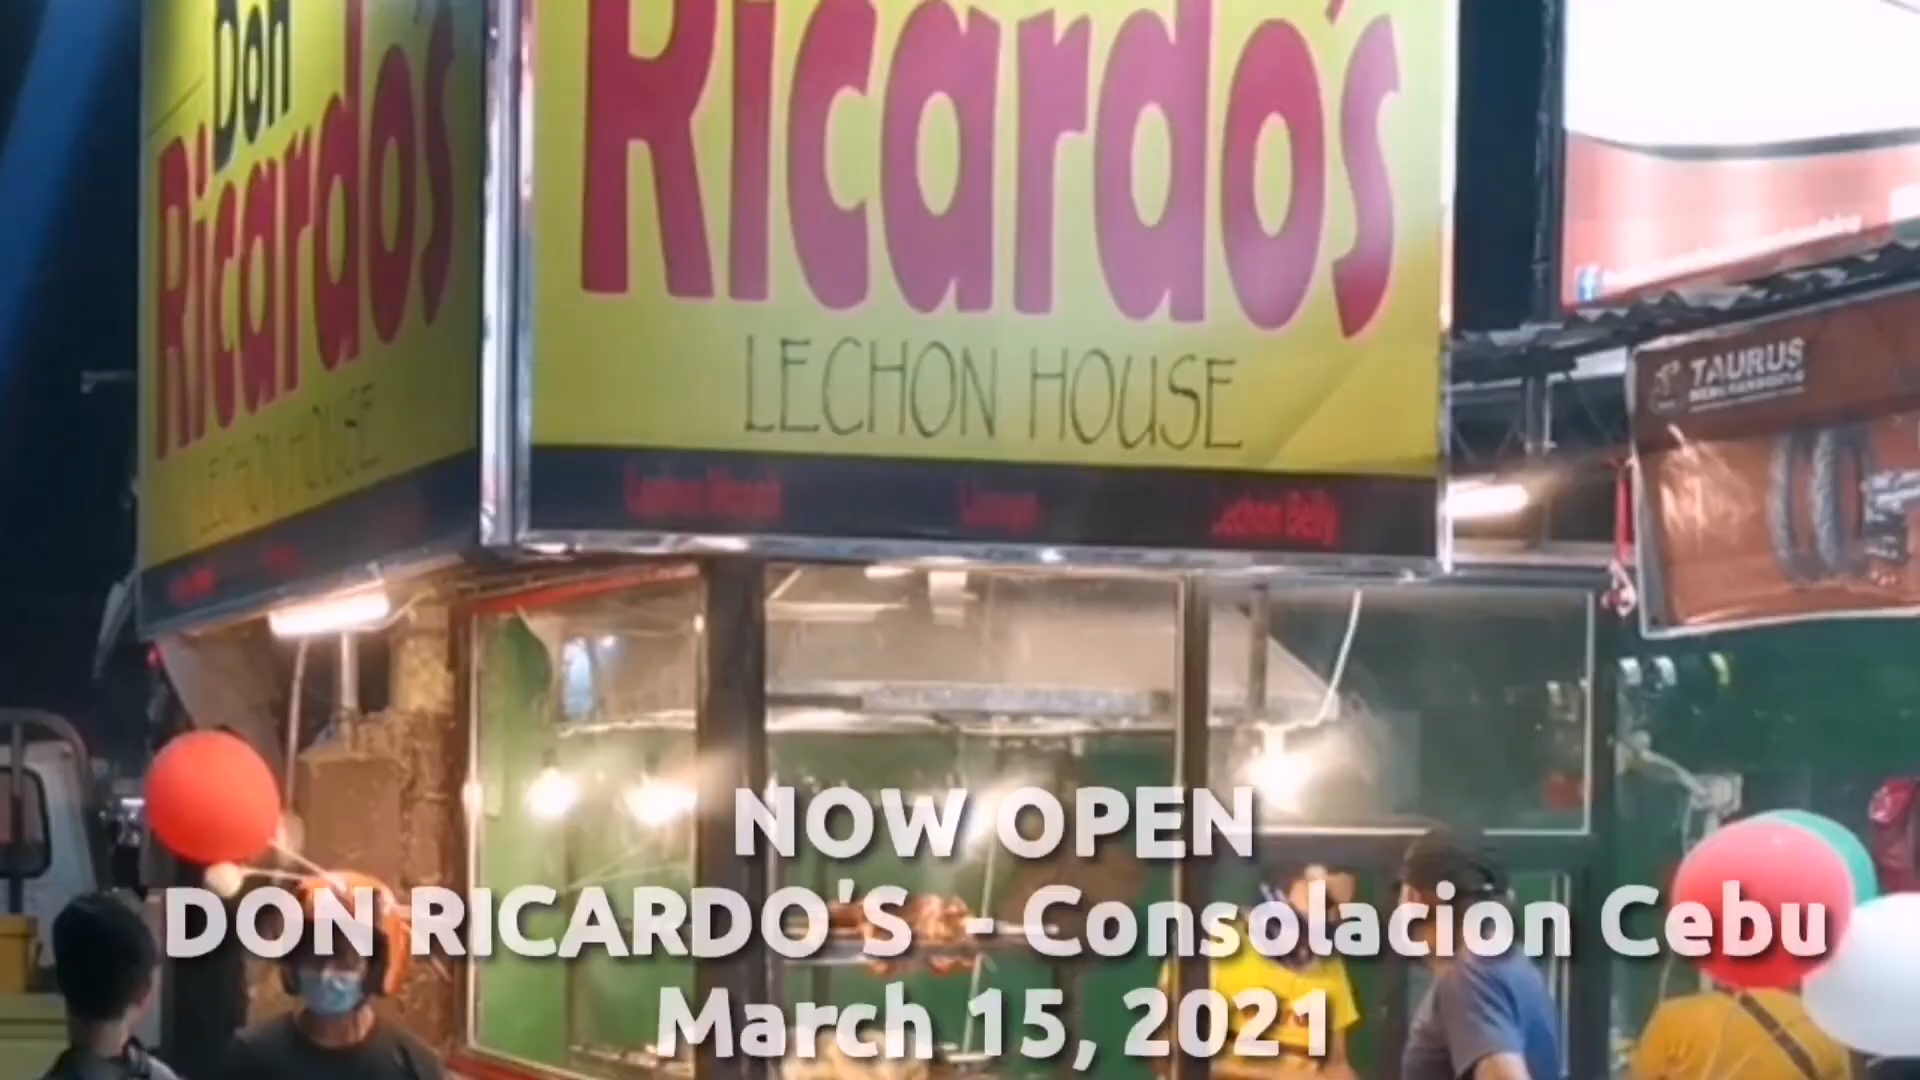 Don
Ricardo's
LECHON HOUSE
Ricardo's
LECHON HOUSE
Lechon Belly
TAURUS
MERCHANDISING
NOW OPEN
DON RICARDO'S - Consolacion Cebu
March 15, 2021